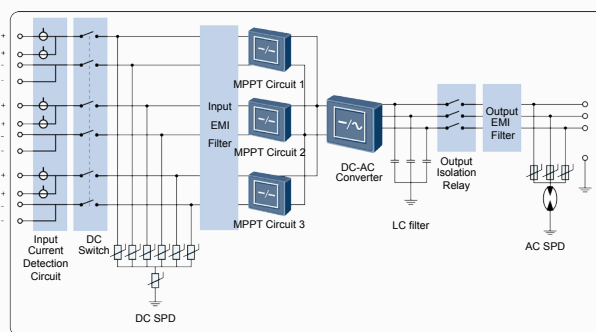 +
+
-
-
+
+
-
-
+
+
-
-
Input
Current
Detection
Circuit
DC
Switch
DC SPD
Input
EMI
Filter
MPPT Circuit 1
MPPT Circuit 2
MPPT Circuit 3
DC-AC
Converter
LC filter
Output
Isolation
Relay
Output
EMI
Filter
AC SPD